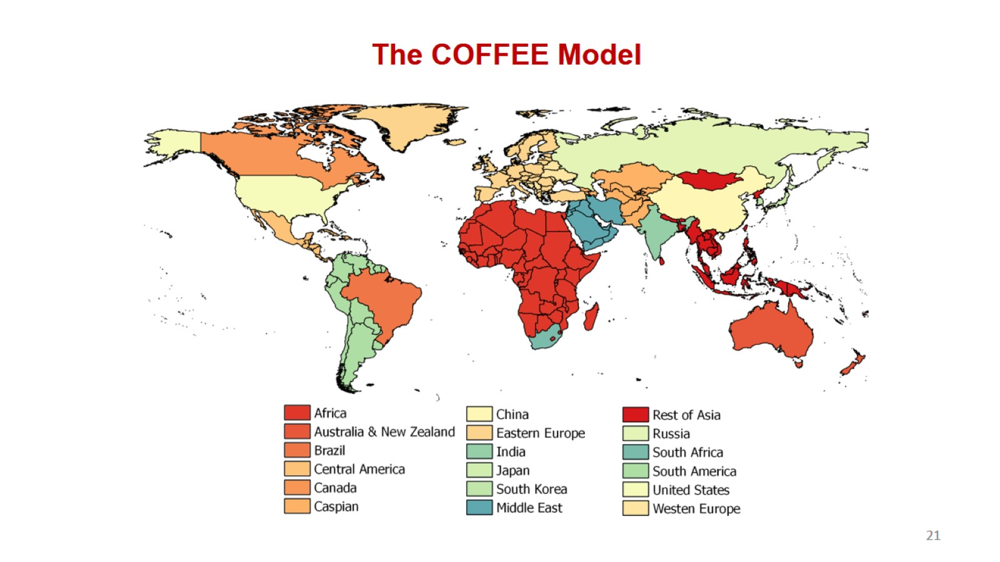 The COFFEE Model
Africa
Australia & New Zealand
Brazil
Central America
Canada
Caspian
China
Eastern Europe
India
Japan
South Korea
Middle East
Rest of Asia
Russia
South Africa
South America
United States
Westen Europe
21